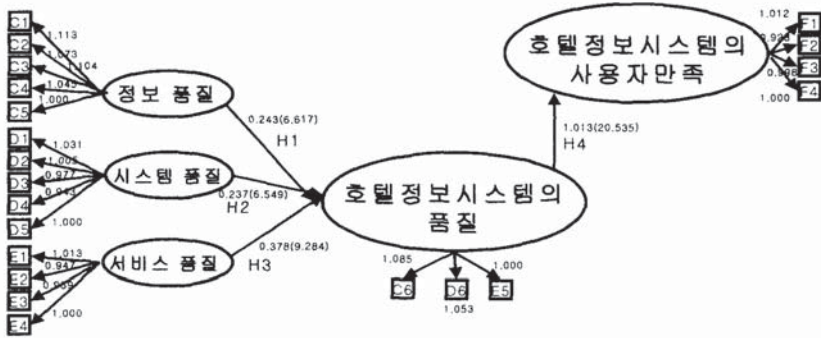 C1
C2
C3
C4
C5
1.113
1.073
1.104
1.045
1.000
정보 품질
D1
D2
D3
D4
D5
1.031
1.005
0.977
0.943
1.000
시스템 품질
E1
E2
E3
E4
1.013
0.947
1.000
서비스 품질
0.243(6.617)
H1
0.237(6.549)
H2
0.378(9.284)
H3
호텔정보시스템의
품질
1.085
1.053
1.000
C6
D6
E5
1.013(20.535)
H4
호텔정보시스템의
사용자만족
1.012
1.000
F1
F2
F3
F4